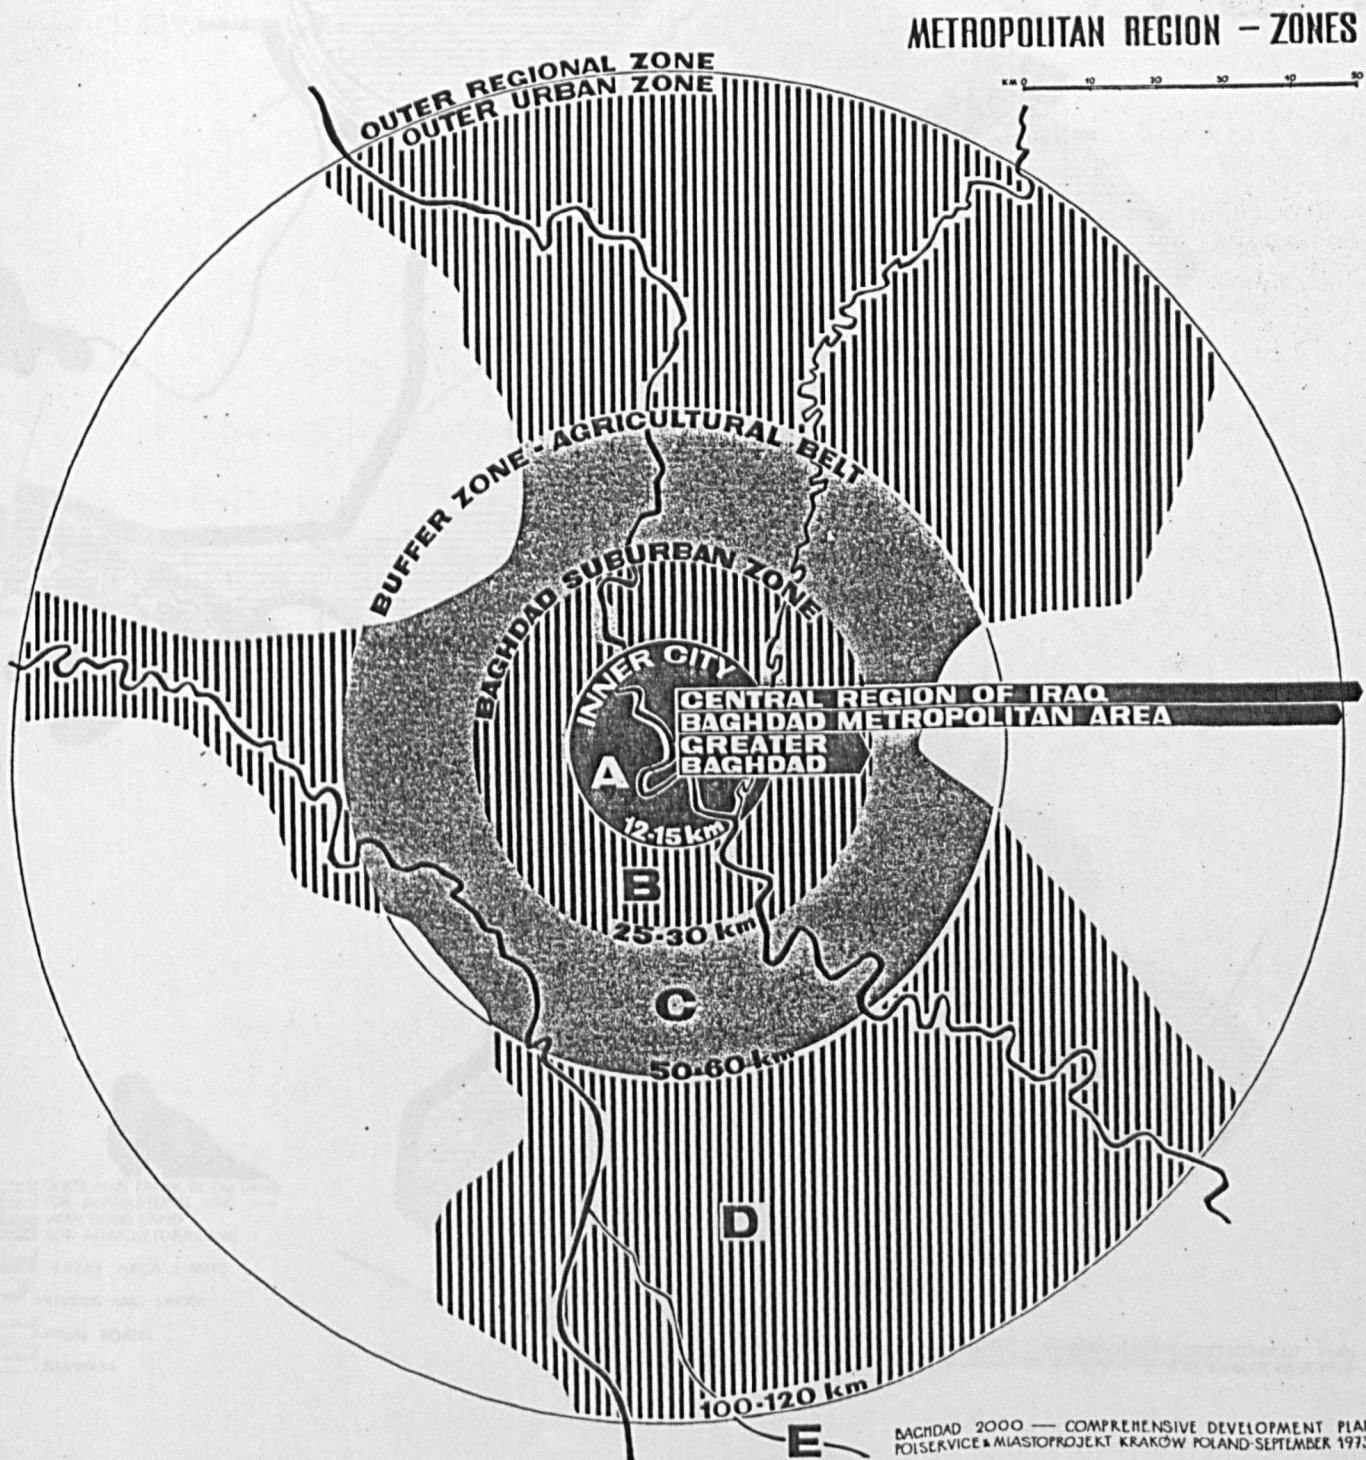 METROPOLITAN REGION – ZONES
KM 0 10 20 30 40 50
OUTER REGIONAL ZONE
OUTER URBAN ZONE
BUFFER ZONE - AGRICULTURAL BELT
BAGHDAD SUBURBAN ZONE
INNER CITY
CENTRAL REGION OF IRAQ
BAGHDAD METROPOLITAN AREA
GREATER
BAGHDAD
A
12-15 km
B
25-30 km
C
50-60 km
D
100-120 km
E
BAGHDAD 2000 — COMPREHENSIVE DEVELOPMENT PLAN
POLSERVICE & MIASTOPROJEKT KRAKÓW POLAND-SEPTEMBER 1973